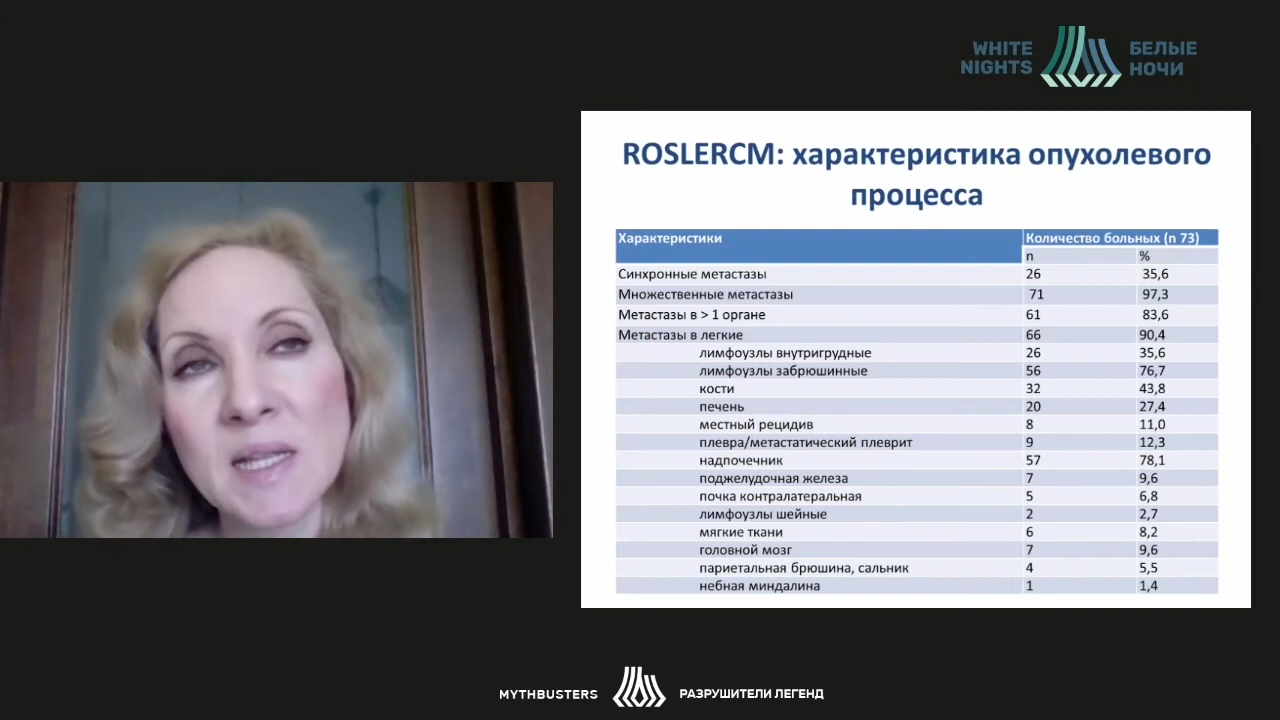 WHITE NIGHTS
БЕЛЫЕ НОЧИ
ROSLERCM: характеристика опухолевого
процесса
Характеристики Количество больных (n 73)
n %
Синхронные метастазы 26 35,6
Множественные метастазы 71 97,3
Метастазы в > 1 органе 61 83,6
Метастазы в легкие 66 90,4
лимфоузлы внутригрудные 26 35,6
лимфоузлы забрюшинные 56 76,7
кости 32 43,8
печень 20 27,4
местный рецидив 8 11,0
плевра/метастатический плеврит 9 12,3
надпочечник 57 78,1
поджелудочная железа 7 9,6
почка контралатеральная 5 6,8
лимфоузлы шейные 2 2,7
мягкие ткани 6 8,2
головной мозг 7 9,6
париетальная брюшина, сальник 4 5,5
небная миндалина 1 1,4
MYTHBUSTERS РАЗРУШИТЕЛИ ЛЕГЕНД